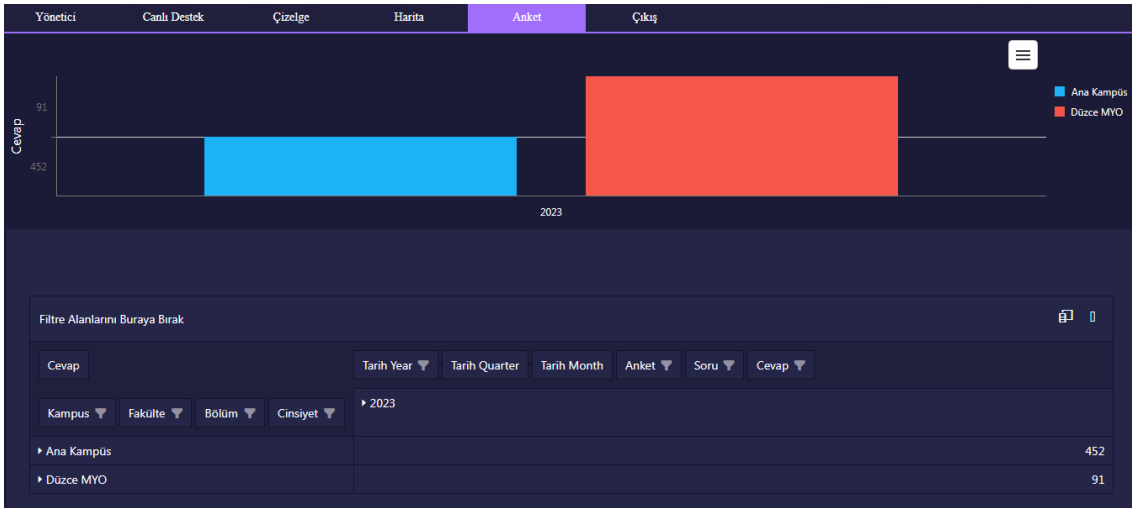 Yönetici Canlı Destek Çizelge Harita Anket Çıkış
Cevap
91
452
2023
Ana Kampüs
Düzce MYO
Filtre Alanlarını Buraya Bırak
Cevap
Tarih Year Tarih Quarter Tarih Month Anket Soru Cevap
Kampus Fakülte Bölüm Cinsiyet
2023
Ana Kampüs 452
Düzce MYO 91